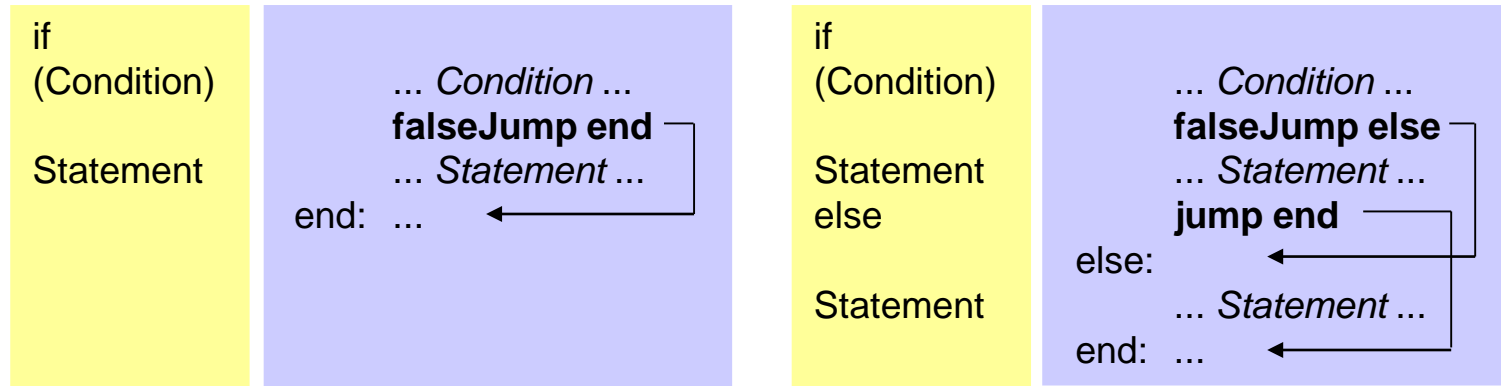 if
(Condition)
Statement
... Condition ...
falseJump end
... Statement ...
end: ...
if
(Condition)
Statement
else
Statement
... Condition ...
falseJump else
... Statement ...
jump end
else:
... Statement ...
end: ...